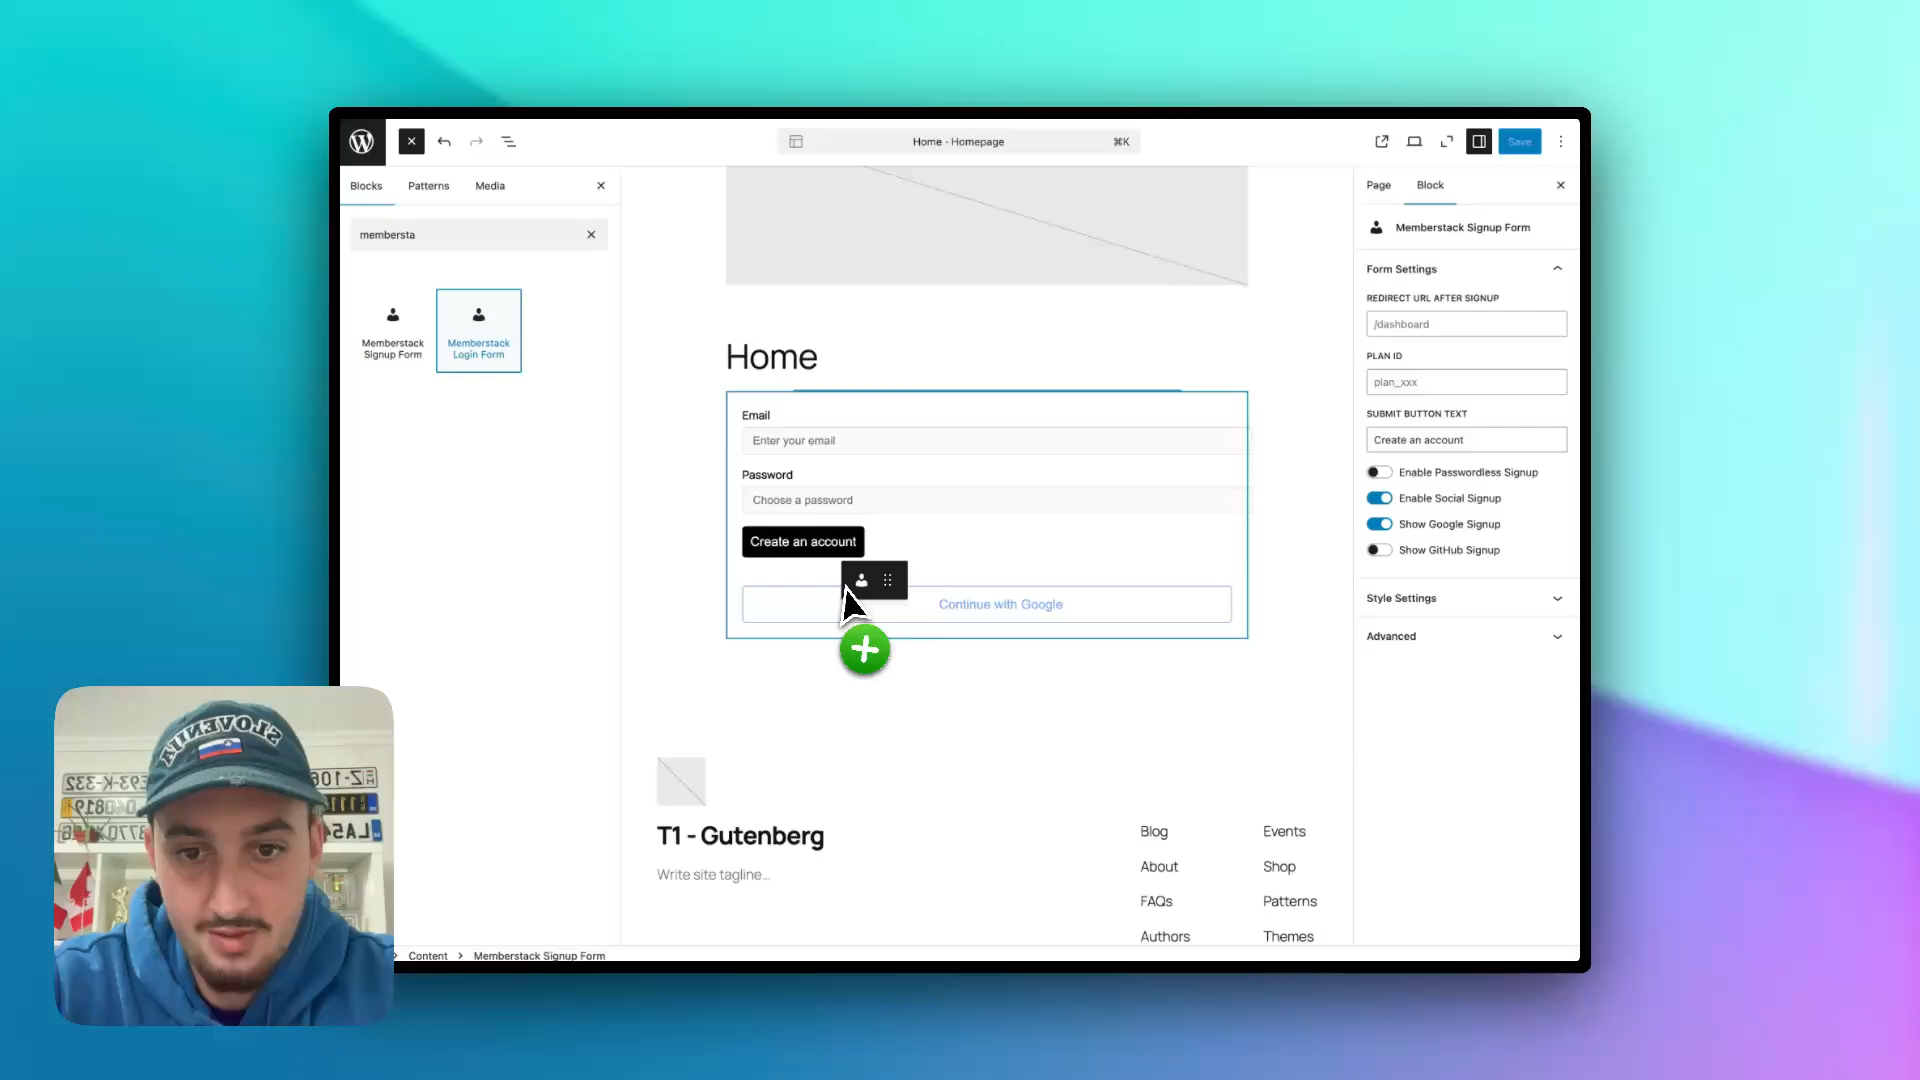 Home · Homepage
⌘K
Save
Blocks
Patterns
Media
membersta
Memberstack
Signup Form
Memberstack
Login Form
Home
Email
Enter your email
Password
Choose a password
Create an account
Continue with Google
T1 - Gutenberg
Write site tagline...
Blog
About
FAQs
Authors
Events
Shop
Patterns
Themes
Page
Block
Memberstack Signup Form
Form Settings
REDIRECT URL AFTER SIGNUP
/dashboard
PLAN ID
plan_xxx
SUBMIT BUTTON TEXT
Create an account
Enable Passwordless Signup
Enable Social Signup
Show Google Signup
Show GitHub Signup
Style Settings
Advanced
Content
Memberstack Signup Form
SLOVENIJA